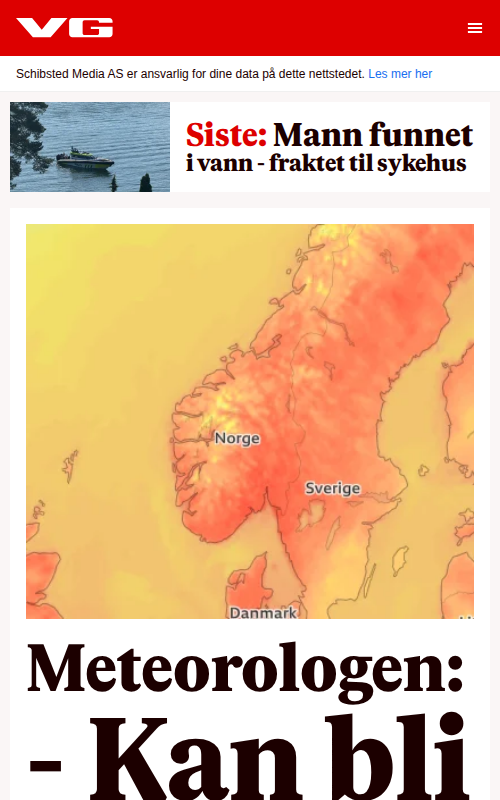 VG
Schibsted Media AS er ansvarlig for dine data på dette nettstedet. Les mer her
Siste: Mann funnet
i vann - fraktet til sykehus
Norge
Sverige
Danmark
Meteorologen:
- Kan bli